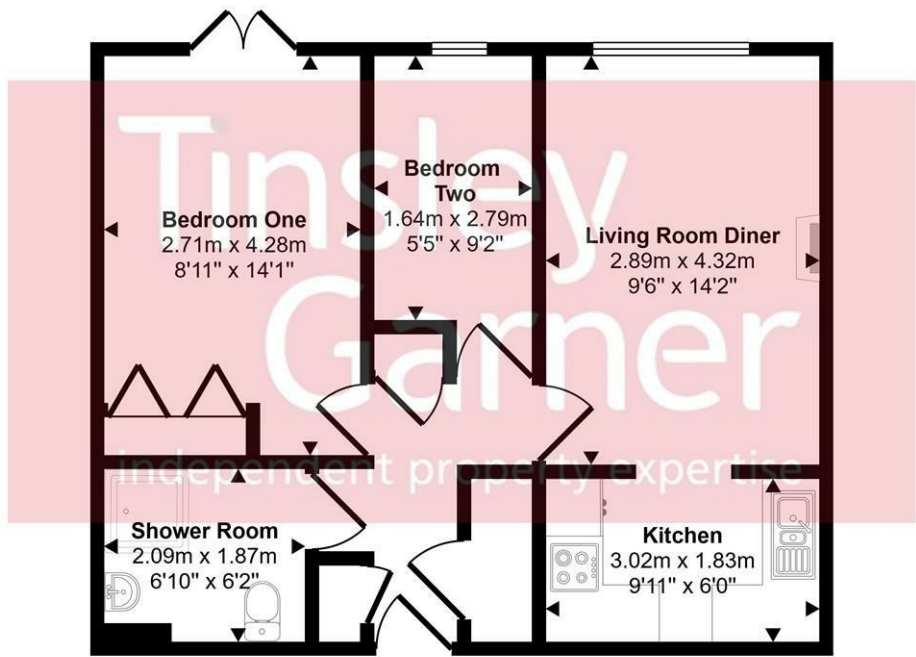 Tinsley
Garner
independent property expertise
Bedroom One
2.71m x 4.28m
8'11" x 14'1"
Bedroom
Two
1.64m x 2.79m
5'5" x 9'2"
Living Room Diner
2.89m x 4.32m
9'6" x 14'2"
Shower Room
2.09m x 1.87m
6'10" x 6'2"
Kitchen
3.02m x 1.83m
9'11" x 6'0"